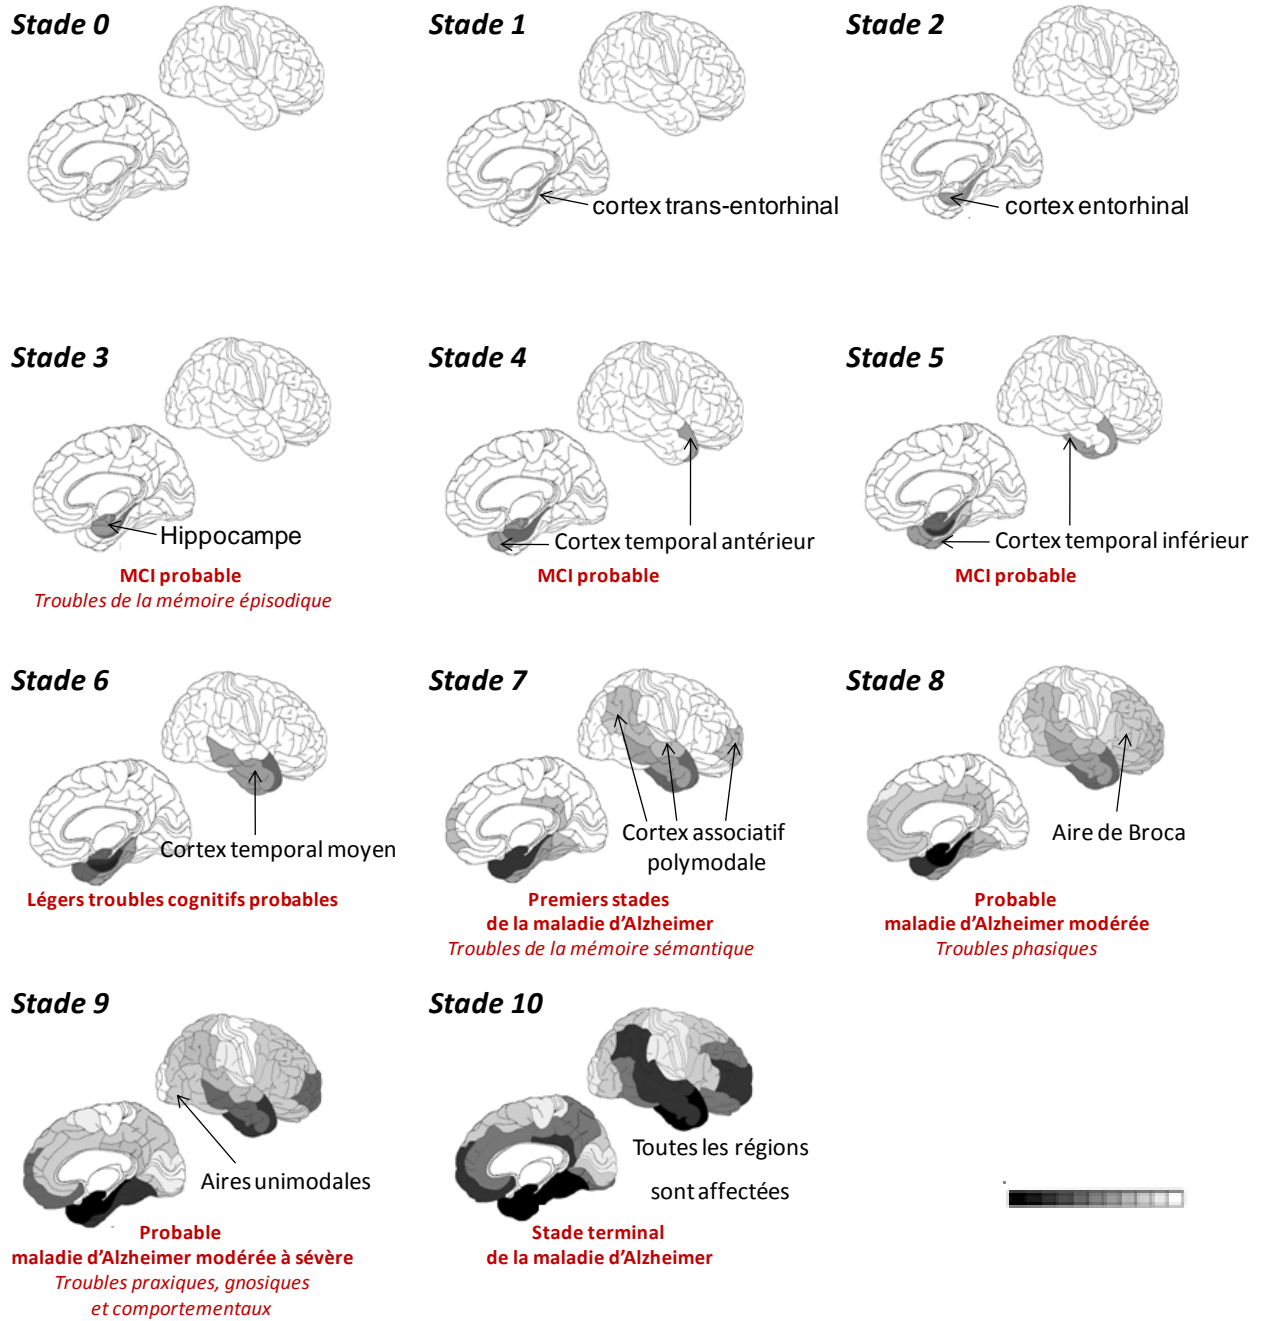 Stade 0
Stade 1
Stade 2
cortex trans-entorhinal
cortex entorhinal
Stade 3
Stade 4
Stade 5
Hippocampe
Cortex temporal antérieur
Cortex temporal inférieur
MCI probable
Troubles de la mémoire épisodique
MCI probable
MCI probable
Stade 6
Stade 7
Stade 8
Cortex temporal moyen
Cortex associatif
polymodale
Aire de Broca
Légers troubles cognitifs probables
Premiers stades
de la maladie d'Alzheimer
Troubles de la mémoire sémantique
Probable
maladie d'Alzheimer modérée
Troubles phasiques
Stade 9
Stade 10
Aires unimodales
Toutes les régions
sont affectées
Probable
maladie d'Alzheimer modérée à sévère
Troubles praxiques, gnosiques
et comportementaux
Stade terminal
de la maladie d'Alzheimer